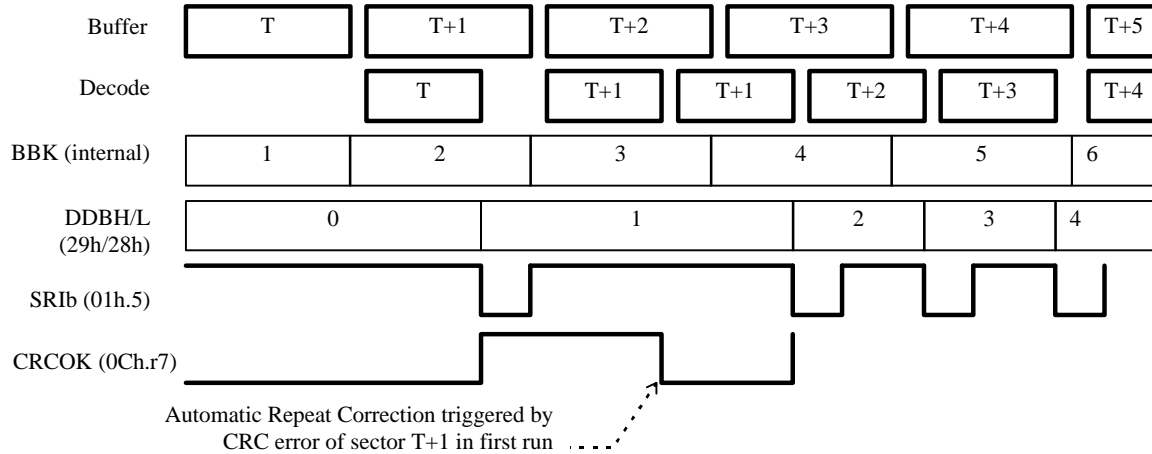 Buffer T T+1 T+2 T+3 T+4 T+5
Decode T T+1 T+1 T+2 T+3 T+4
BBK (internal) 1 2 3 4 5 6
DDBH/L 0 1 2 3 4
(29h/28h)
SRIb (01h.5)
CRCOK (0Ch.r7)
Automatic Repeat Correction triggered by
CRC error of sector T+1 in first run